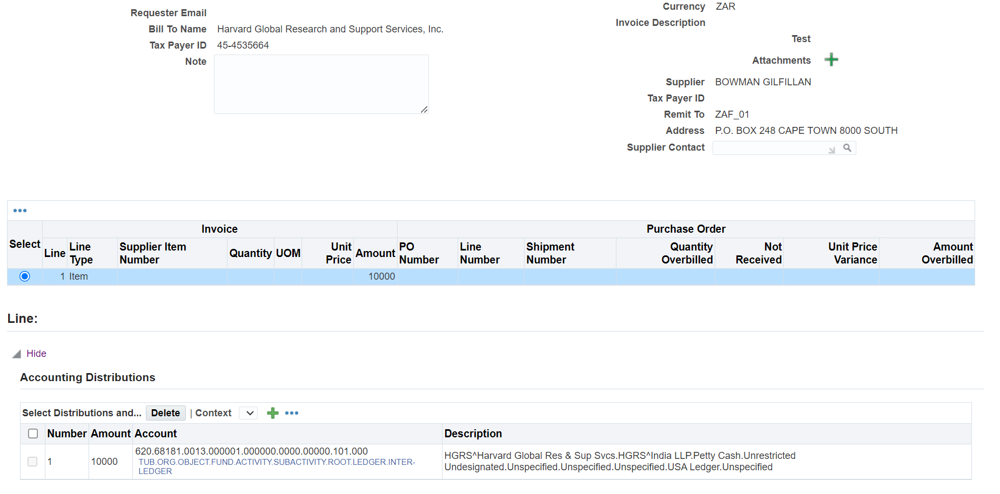 Requester Email
Bill To Name Harvard Global Research and Support Services, Inc.
Tax Payer ID 45-4535664
Note
Currency ZAR
Invoice Description
Test
Attachments
Supplier BOWMAN GILFILLAN
Tax Payer ID
Remit To ZAF_01
Address P.O. BOX 248 CAPE TOWN 8000 SOUTH
Supplier Contact
Invoice Purchase Order
Select Line Line Type Supplier Item Number Quantity UOM Unit Price Amount PO Number Line Number Shipment Number Quantity Overbilled Not Received Unit Price Variance Amount Overbilled
1 Item 10000
Line:
Hide
Accounting Distributions
Select Distributions and... Delete | Context
Number Amount Account Description
1 10000 620.68181.0013.000001.000000.0000.00000.101.000
TUB.ORG.OBJECT.FUND.ACTIVITY.SUBACTIVITY.ROOT.LEDGER.INTER-
LEDGER
HGRS^Harvard Global Res & Sup Svcs.HGRS^India LLP.Petty Cash.Unrestricted
Undesignated.Unspecified.Unspecified.Unspecified.USA Ledger.Unspecified